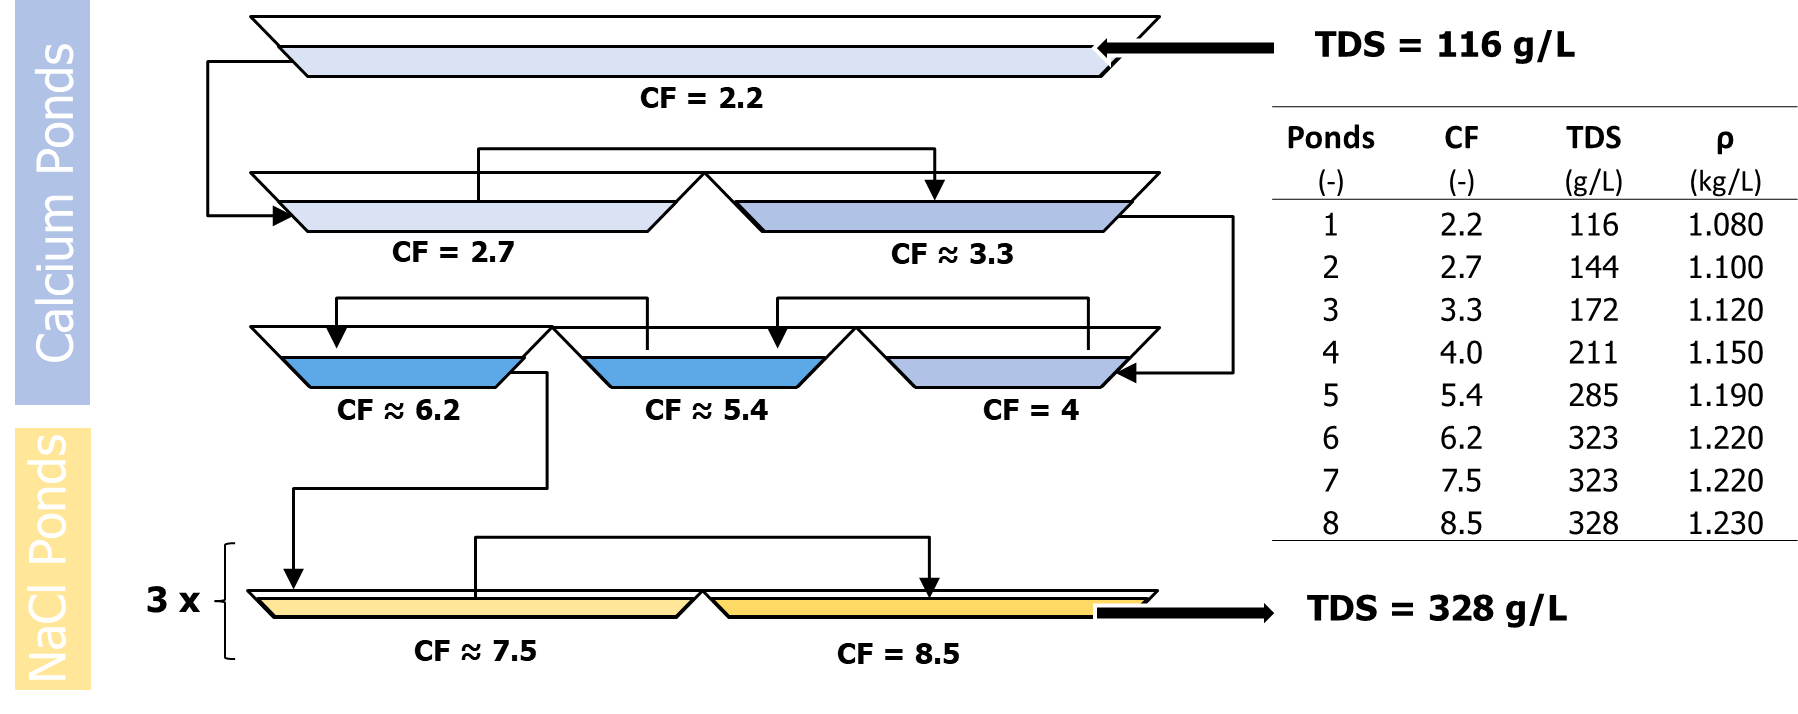 Calcium Ponds
TDS = 116 g/L
CF = 2.2
CF = 2.7
CF ≈ 3.3
CF ≈ 6.2
CF ≈ 5.4
CF = 4
NaCl Ponds
3 x
CF ≈ 7.5
CF = 8.5
TDS = 328 g/L
Ponds CF TDS ρ
(-) (-) (g/L) (kg/L)
1 2.2 116 1.080
2 2.7 144 1.100
3 3.3 172 1.120
4 4.0 211 1.150
5 5.4 285 1.190
6 6.2 323 1.220
7 7.5 323 1.220
8 8.5 328 1.230